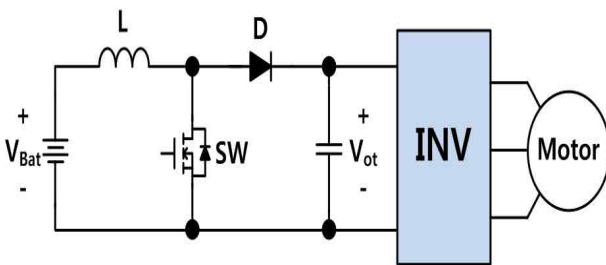 L
D
+
V_Bat
-
SW
+
V_ot
-
INV
Motor